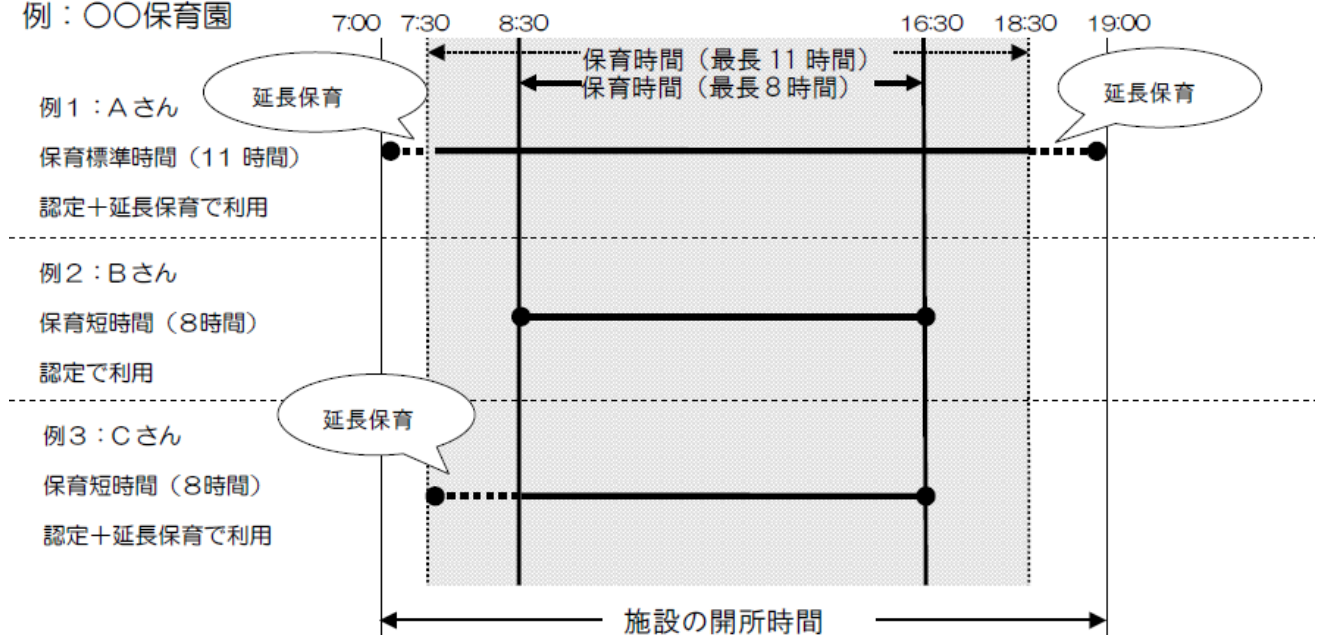 例：〇〇保育園
7:00 7:30 8:30 16:30 18:30 19:00
保育時間（最長 11 時間）
保育時間（最長８時間）
延長保育
延長保育
例１：Ａさん
保育標準時間（11 時間）
認定＋延長保育で利用
例２：Ｂさん
保育短時間（８時間）
認定で利用
延長保育
例３：Ｃさん
保育短時間（８時間）
認定＋延長保育で利用
施設の開所時間